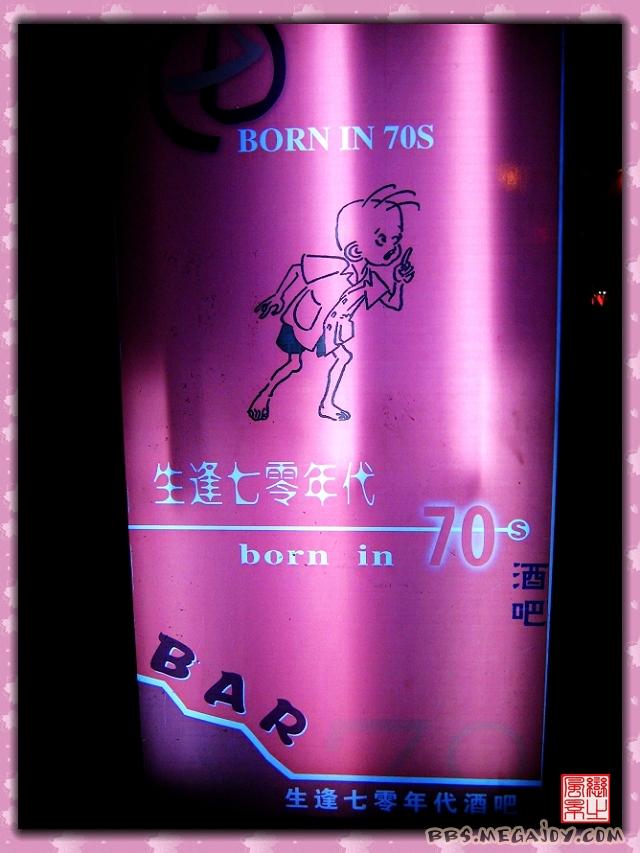 BORN IN 70S
生逢七零年代
born in 70s
酒吧
BAR
70
生逢七零年代酒吧
BBS.MEGAJOY.COM